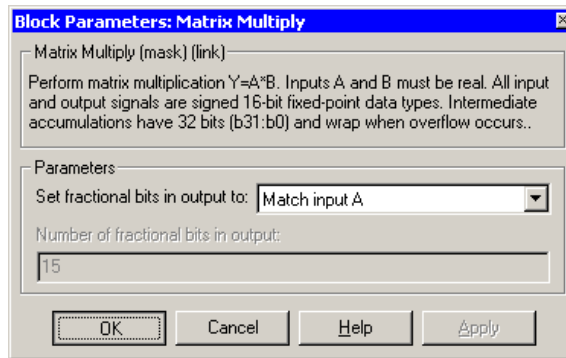 Block Parameters: Matrix Multiply
Matrix Multiply (mask) (link)
Perform matrix multiplication Y=A*B. Inputs A and B must be real. All input
and output signals are signed 16-bit fixed-point data types. Intermediate
accumulations have 32 bits (b31:b0) and wrap when overflow occurs..
Parameters
Set fractional bits in output to: Match input A
Number of fractional bits in output:
15
OK Cancel Help Apply